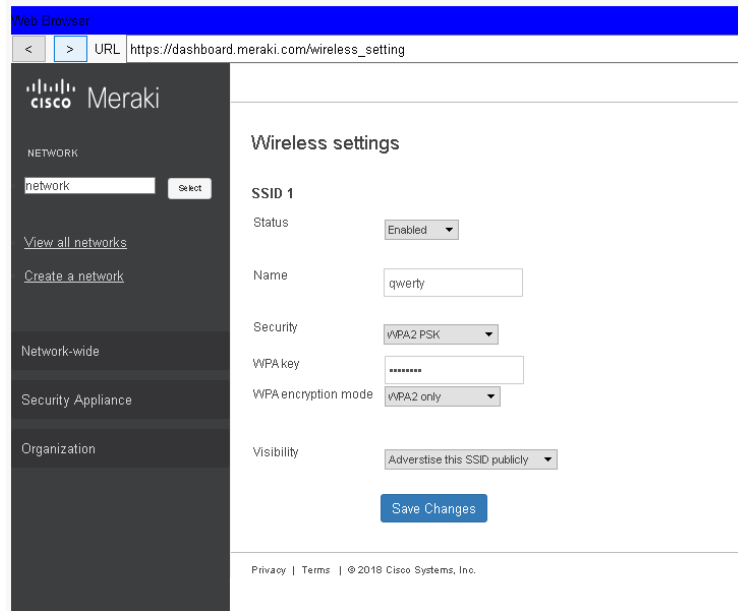 Web Browser
< > URL https://dashboard.meraki.com/wireless_setting
cisco Meraki
NETWORK
network Select
View all networks
Create a network
Network-wide
Security Appliance
Organization
Wireless settings
SSID 1
Status Enabled
Name qwerty
Security WPA2 PSK
WPA key ••••••••
WPA encryption mode WPA2 only
Visibility Adverstise this SSID publicly
Save Changes
Privacy | Terms | © 2018 Cisco Systems, Inc.